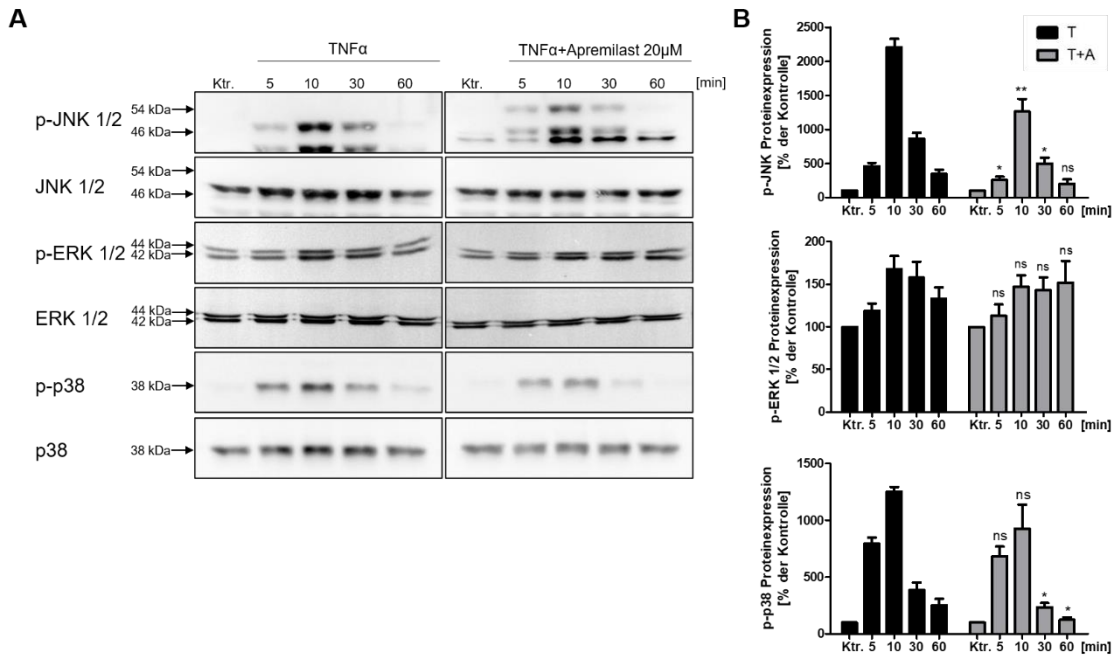 A
TNFα
TNFα+Apremilast 20µM
Ktr. 5 10 30 60 Ktr. 5 10 30 60 [min]
p-JNK 1/2
54 kDa
46 kDa
JNK 1/2
54 kDa
46 kDa
p-ERK 1/2
44 kDa
42 kDa
ERK 1/2
44 kDa
42 kDa
p-p38
38 kDa
p38
38 kDa
B
T
T+A
p-JNK Proteinexpression
[% der Kontrolle]
2500
2000
1500
1000
500
0
* ** * ns
Ktr. 5 10 30 60 Ktr. 5 10 30 60 [min]
p-ERK 1/2 Proteinexpression
[% der Kontrolle]
200
150
100
50
0
ns ns ns ns
Ktr. 5 10 30 60 Ktr. 5 10 30 60 [min]
p-p38 Proteinexpression
[% der Kontrolle]
1500
1000
500
0
ns ns * *
Ktr. 5 10 30 60 Ktr. 5 10 30 60 [min]